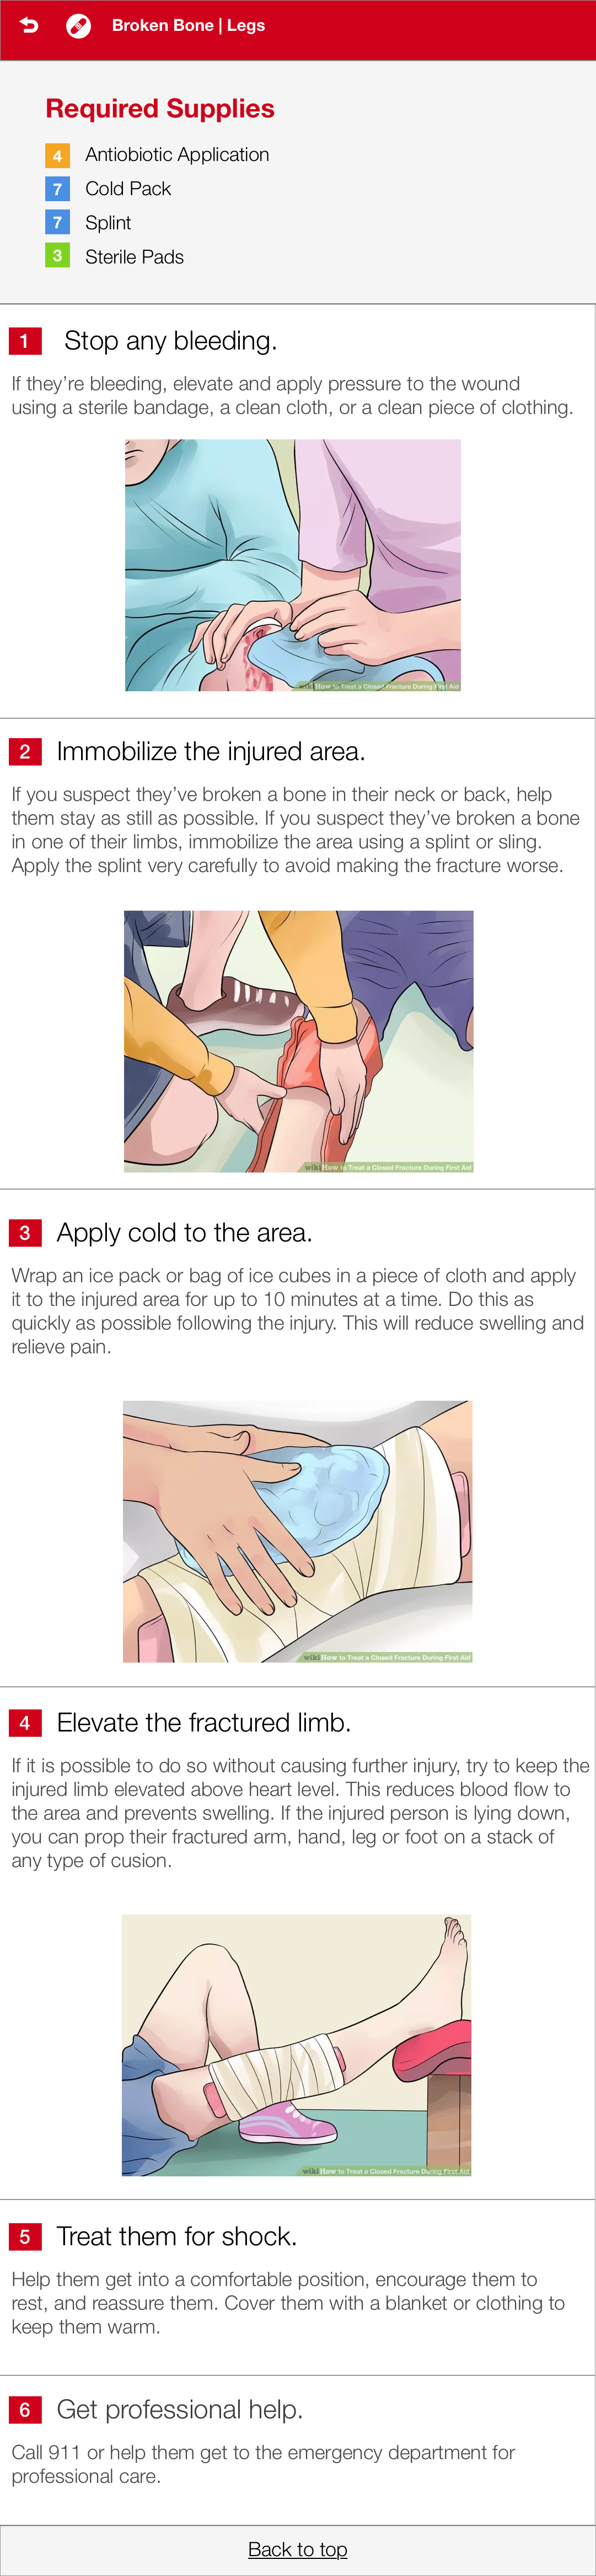 Broken Bone | Legs
Required Supplies
4 Antiobiotic Application
7 Cold Pack
7 Splint
3 Sterile Pads
1 Stop any bleeding.
If they're bleeding, elevate and apply pressure to the wound
using a sterile bandage, a clean cloth, or a clean piece of clothing.
wikiHow to Treat a Closed Fracture During First Aid
2 Immobilize the injured area.
If you suspect they've broken a bone in their neck or back, help
them stay as still as possible. If you suspect they've broken a bone
in one of their limbs, immobilize the area using a splint or sling.
Apply the splint very carefully to avoid making the fracture worse.
wikiHow to Treat a Closed Fracture During First Aid
3 Apply cold to the area.
Wrap an ice pack or bag of ice cubes in a piece of cloth and apply
it to the injured area for up to 10 minutes at a time. Do this as
quickly as possible following the injury. This will reduce swelling and
relieve pain.
wikiHow to Treat a Closed Fracture During First Aid
4 Elevate the fractured limb.
If it is possible to do so without causing further injury, try to keep the
injured limb elevated above heart level. This reduces blood flow to
the area and prevents swelling. If the injured person is lying down,
you can prop their fractured arm, hand, leg or foot on a stack of
any type of cusion.
wikiHow to Treat a Closed Fracture During First Aid
5 Treat them for shock.
Help them get into a comfortable position, encourage them to
rest, and reassure them. Cover them with a blanket or clothing to
keep them warm.
6 Get professional help.
Call 911 or help them get to the emergency department for
professional care.
Back to top